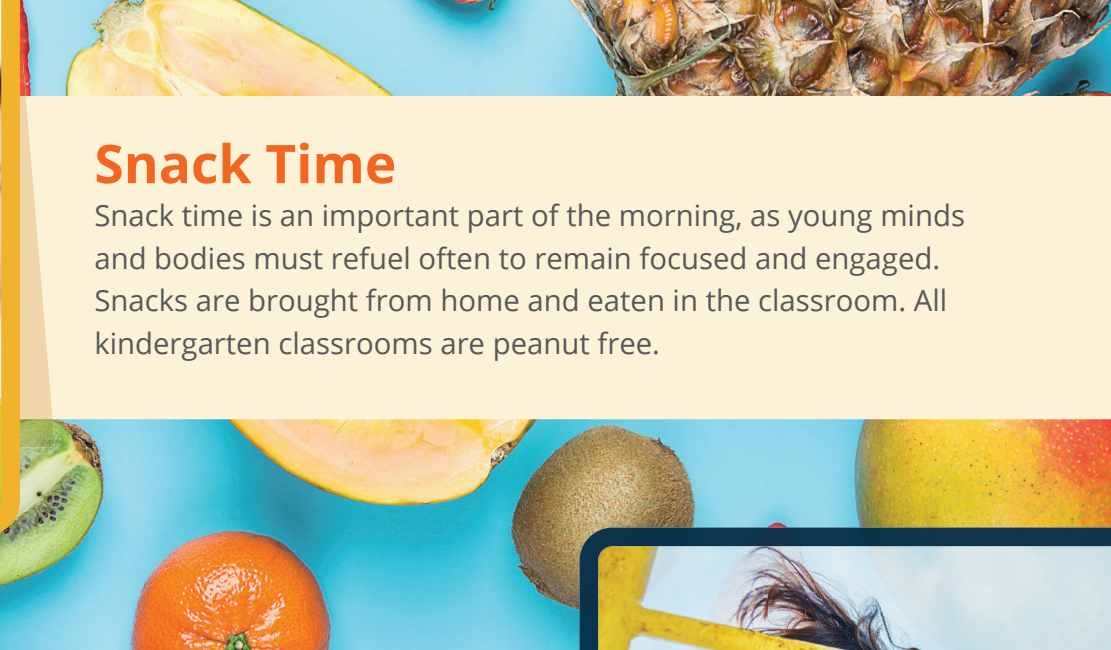 Snack Time
Snack time is an important part of the morning, as young minds
and bodies must refuel often to remain focused and engaged.
Snacks are brought from home and eaten in the classroom. All
kindergarten classrooms are peanut free.